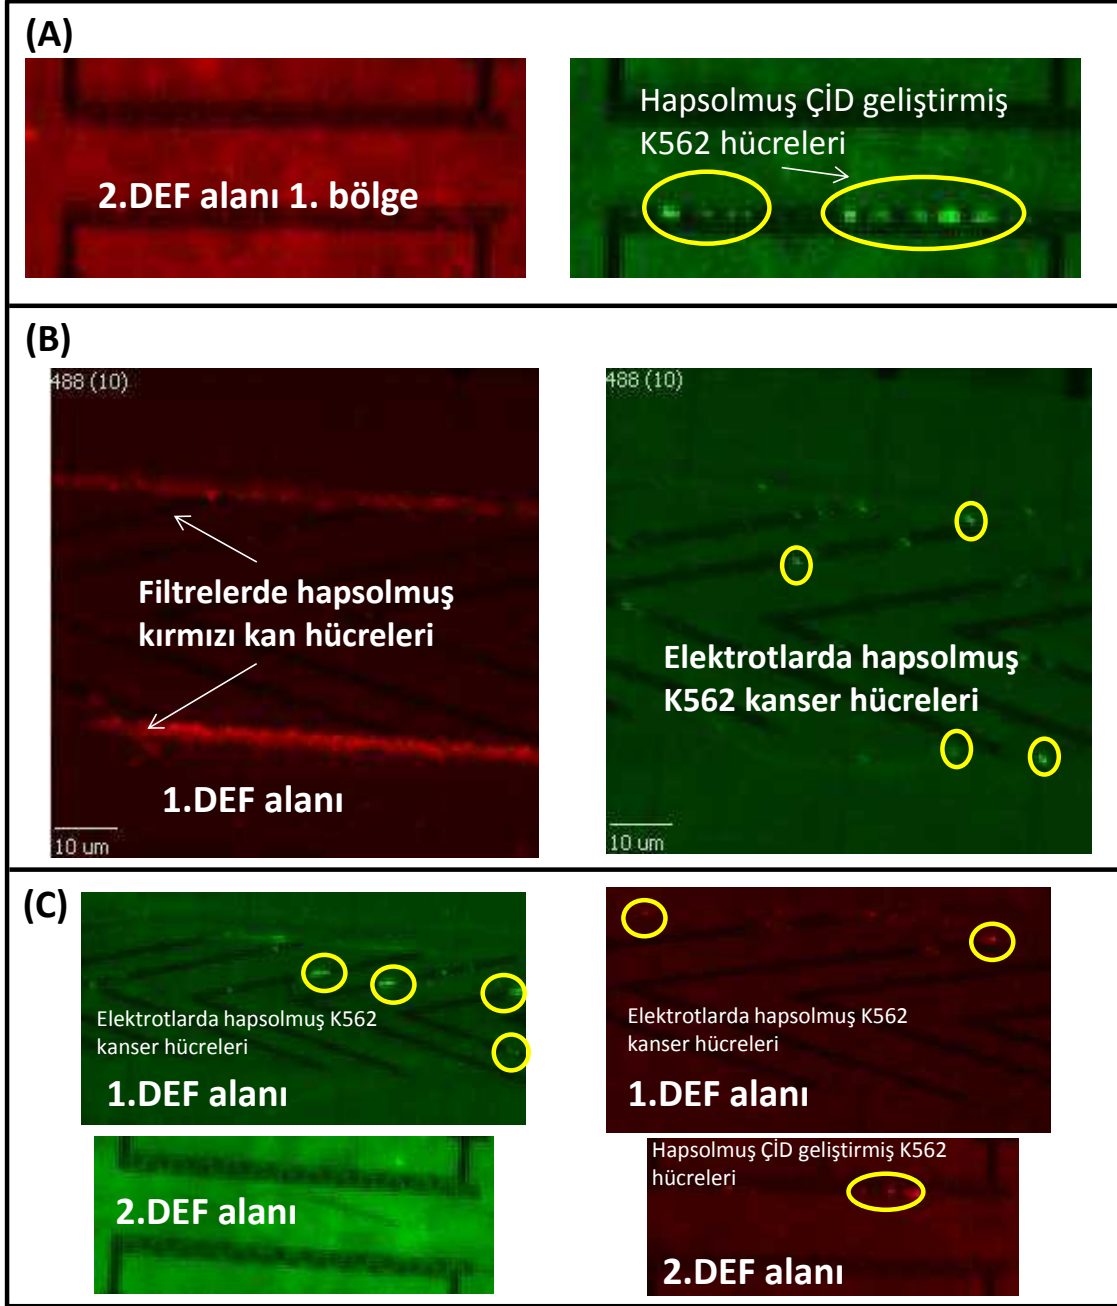 (A)
2.DEF alanı 1. bölge
Hapsolmuş ÇİD geliştirmiş
K562 hücreleri
(B)
488 (10)
Filtrelerde hapsolmuş
kırmızı kan hücreleri
1.DEF alanı
10 um
488 (10)
Elektrotlarda hapsolmuş
K562 kanser hücreleri
10 um
(C)
Elektrotlarda hapsolmuş K562
kanser hücreleri
1.DEF alanı
Elektrotlarda hapsolmuş K562
kanser hücreleri
1.DEF alanı
2.DEF alanı
Hapsolmuş ÇİD geliştirmiş K562
hücreleri
2.DEF alanı